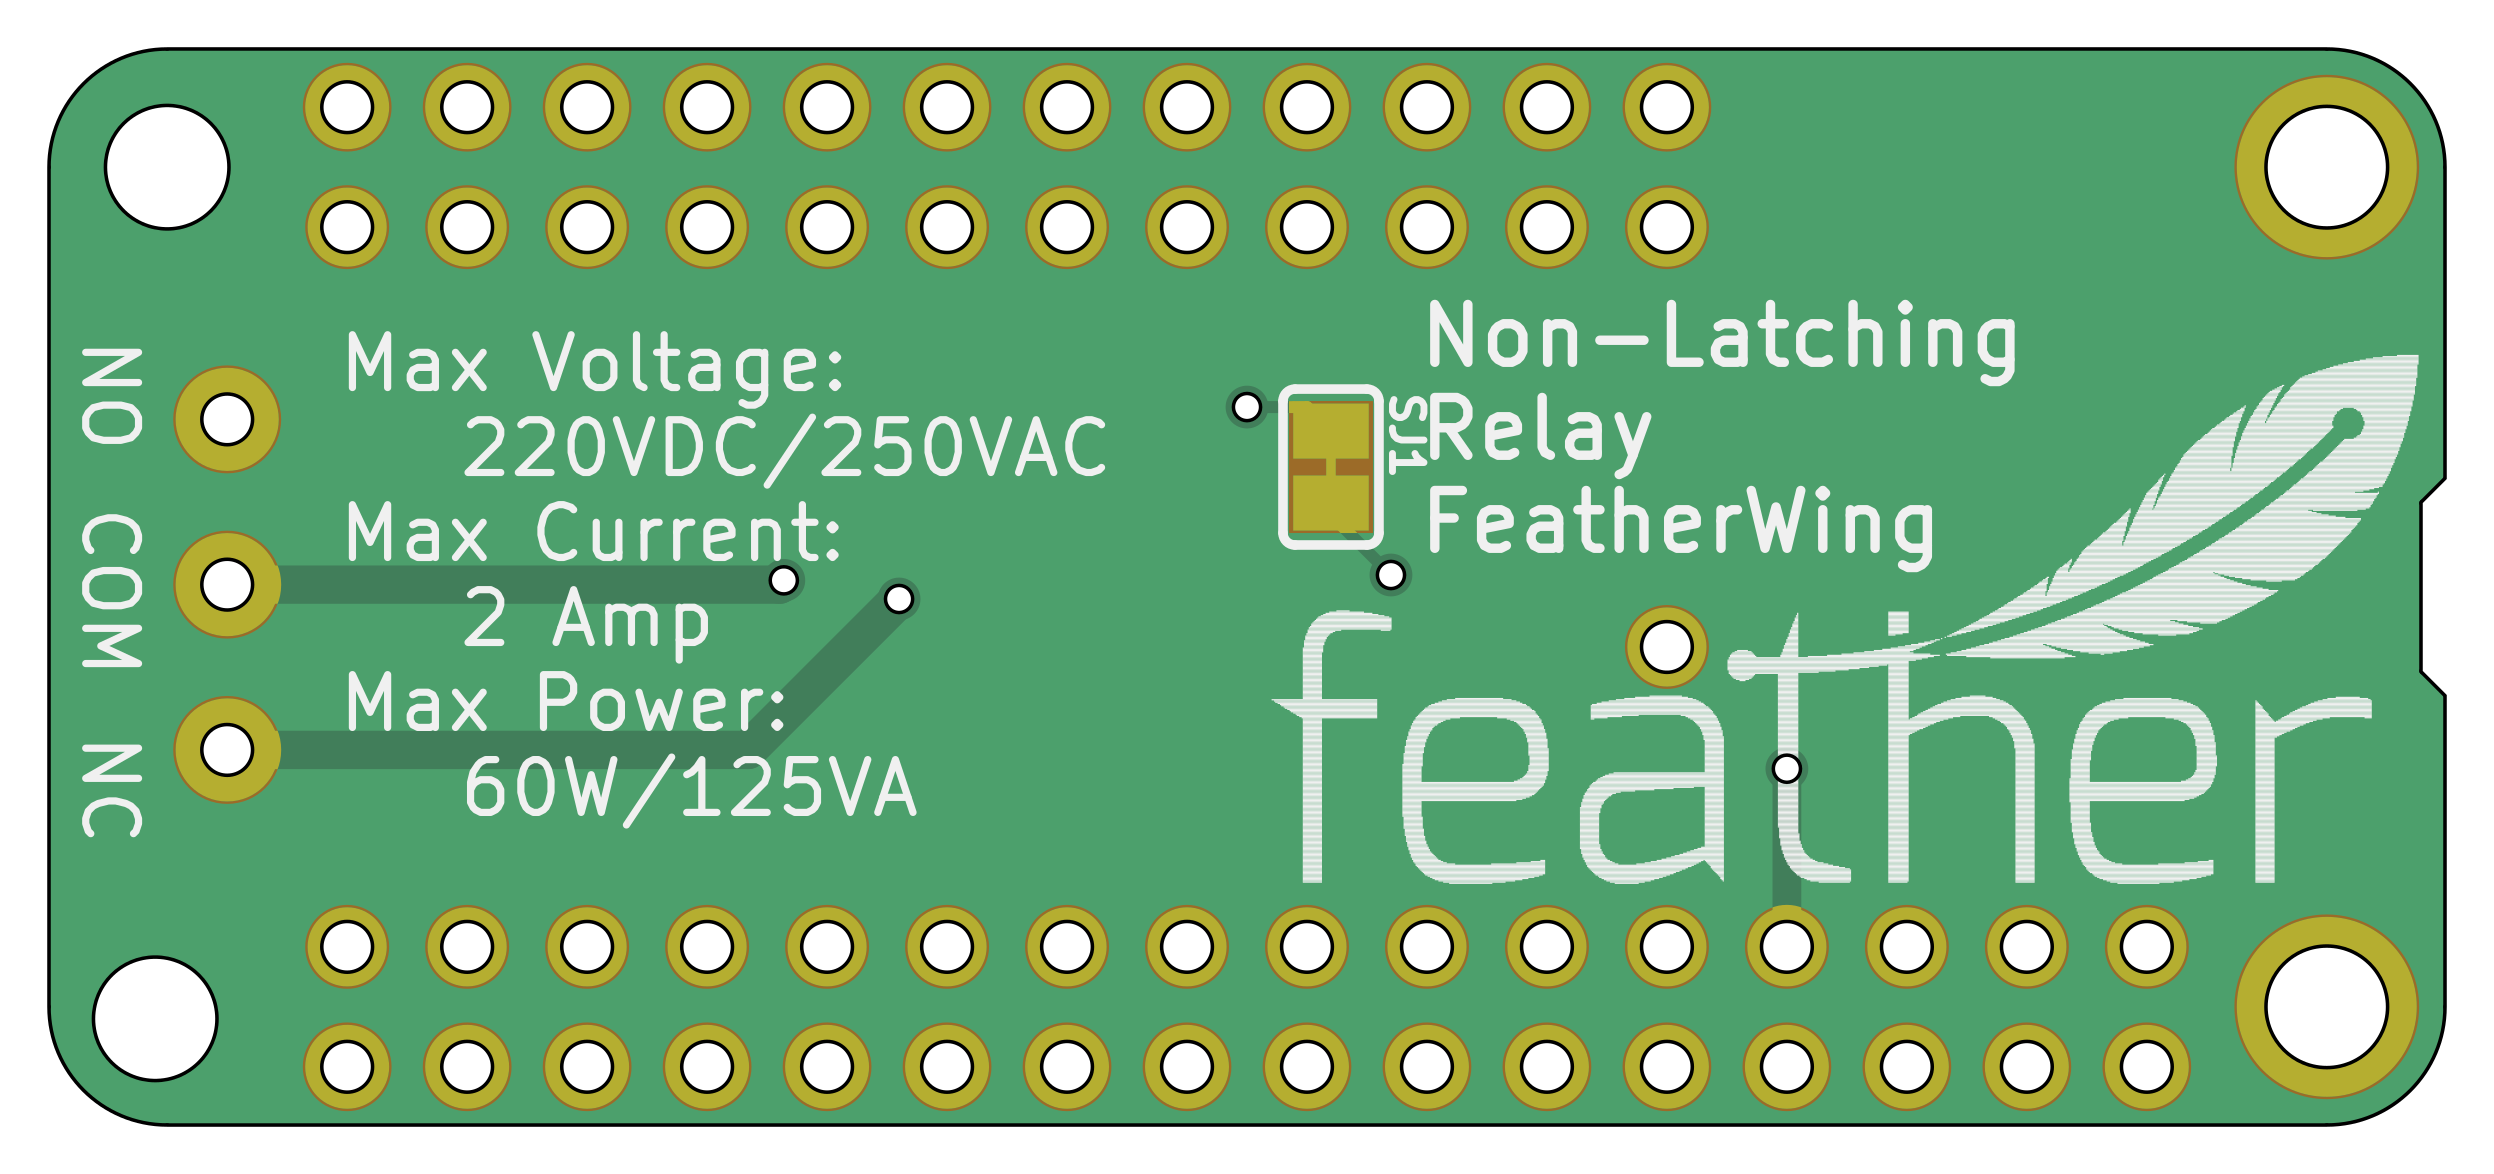 Non-Latching
Relay
FeatherWing
SJ1
NO
COM
NC
Max Voltage:
220VDC/250VAC
Max Current:
2 Amp
Max Power:
60W/125VA
feather